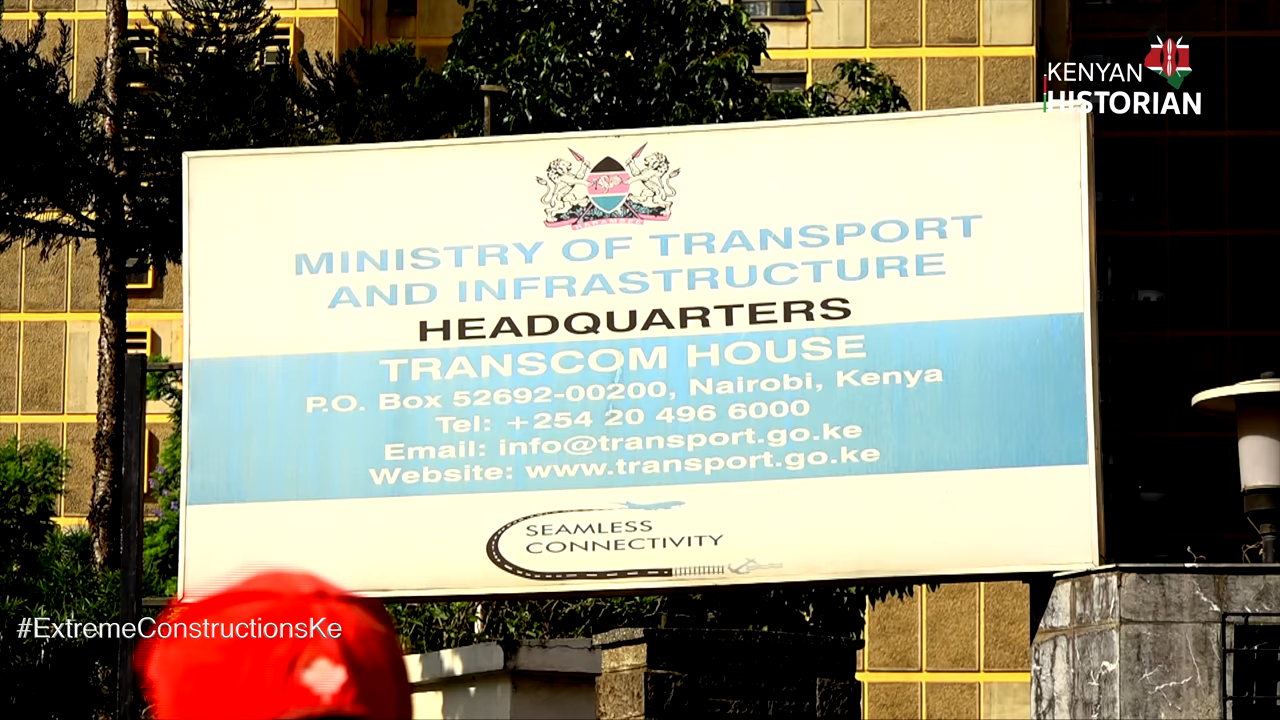 KENYAN
HISTORIAN
MINISTRY OF TRANSPORT
AND INFRASTRUCTURE
HEADQUARTERS
TRANSCOM HOUSE
P.O. Box 52692-00200, Nairobi, Kenya
Tel: +254 20 496 6000
Email: info@transport.go.ke
Website: www.transport.go.ke
SEAMLESS
CONNECTIVITY
#ExtremeConstructionsKe